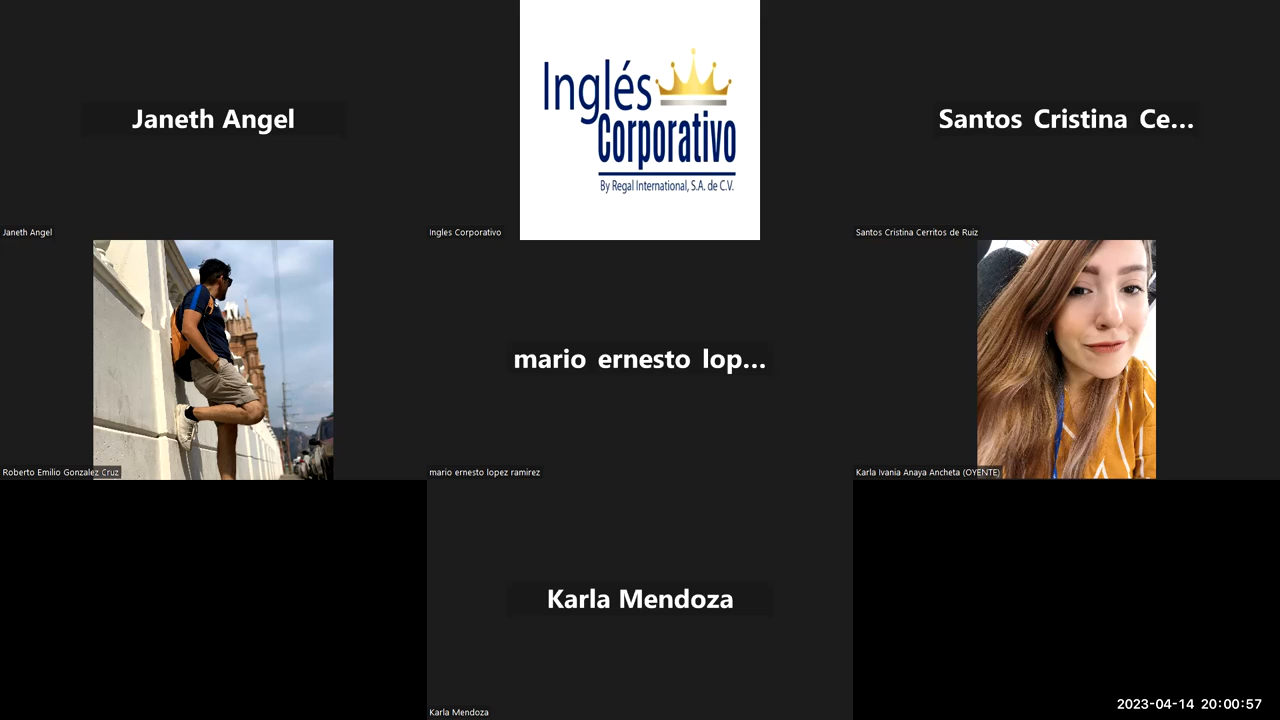 Janeth Angel
Inglés
Corporativo
By Regal International, S.A. de C.V.
Santos Cristina Ce...
Janeth Angel
Ingles Corporativo
Santos Cristina Cerritos de Ruiz
mario ernesto lop...
Roberto Emilio Gonzalez Cruz
mario ernesto lopez ramirez
Karla Ivania Anaya Ancheta (OYENTE)
Karla Mendoza
Karla Mendoza
2023-04-14 20:00:57